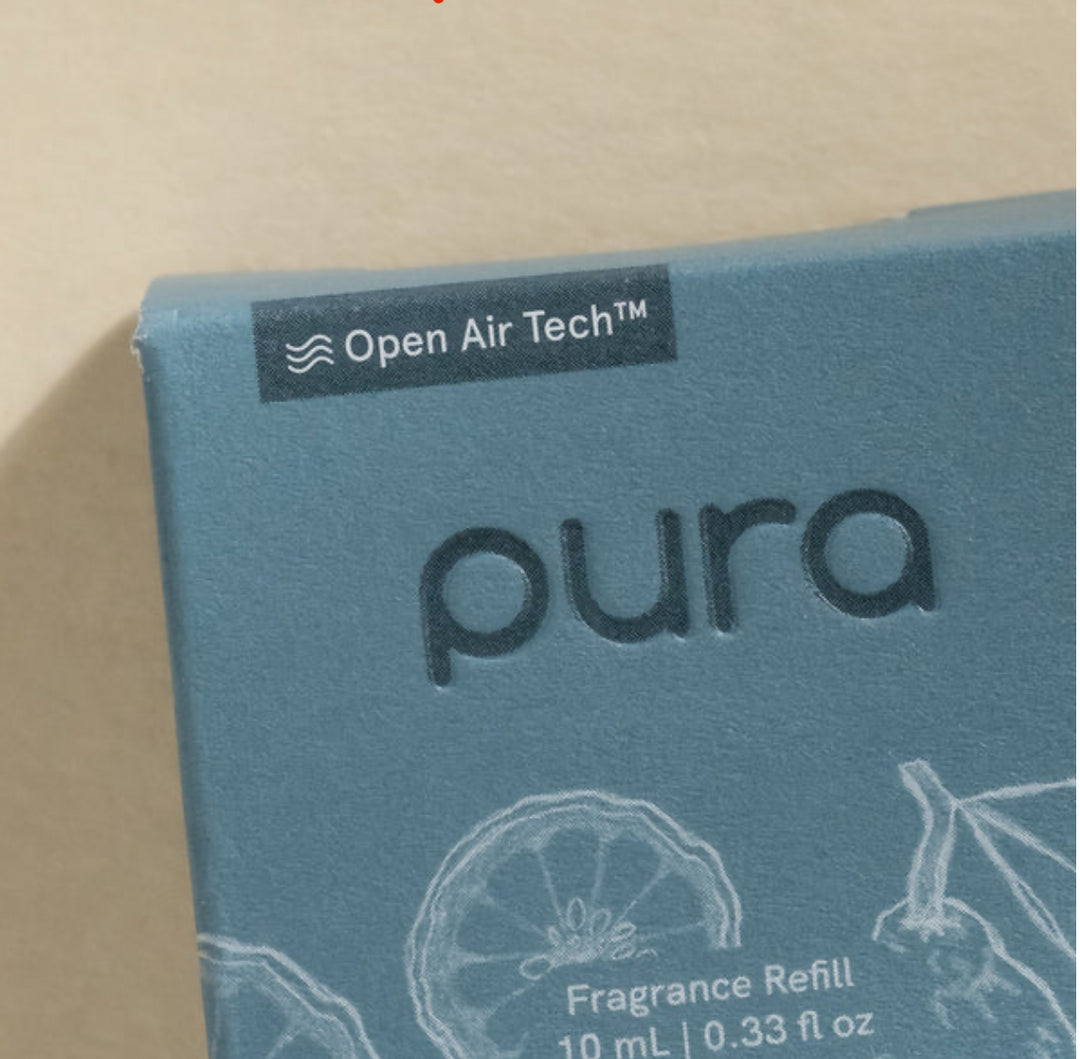 Open Air Tech™
pura
Fragrance Refill
10 mL | 0.33 fl oz